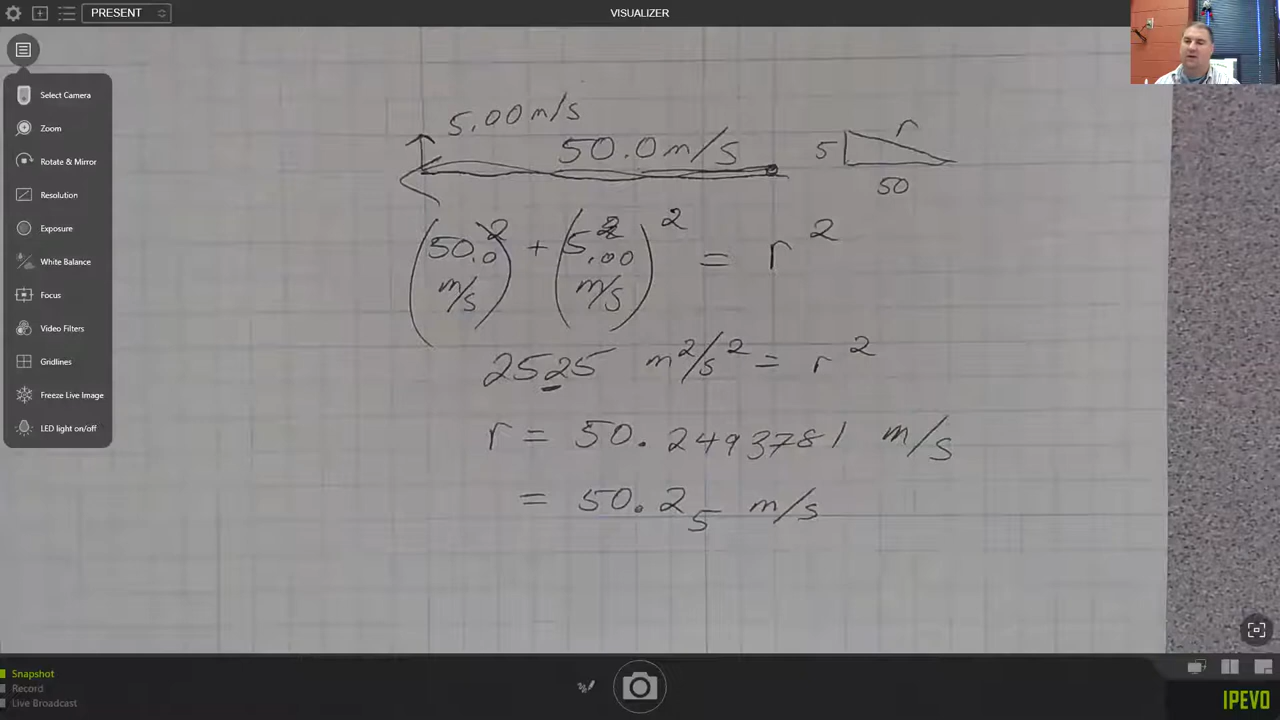 PRESENT
VISUALIZER
Select Camera
Zoom
Rotate & Mirror
Resolution
Exposure
White Balance
Focus
Video Filters
Gridlines
Freeze Live Image
LED light on/off
5.00 m/s
50.0 m/s
5
r
50
(50.0 m/s)² + (5.00 m/s)² = r²
2525 m²/s² = r²
r = 50.2493781 m/s
= 50.25 m/s
Snapshot
Record
Live Broadcast
IPEVO